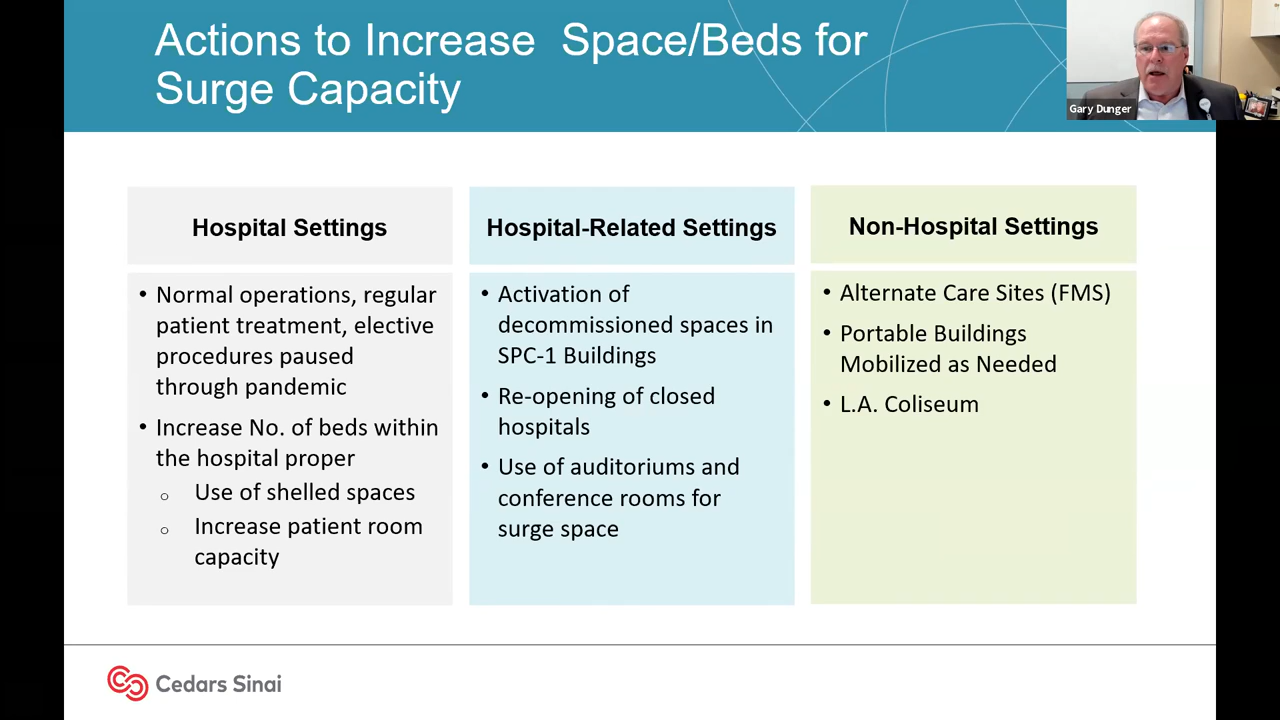 Actions to Increase Space/Beds for
Surge Capacity
Gary Dunger
Hospital Settings
• Normal operations, regular
patient treatment, elective
procedures paused
through pandemic
• Increase No. of beds within
the hospital proper
o Use of shelled spaces
o Increase patient room
capacity
Hospital-Related Settings
• Activation of
decommissioned spaces in
SPC-1 Buildings
• Re-opening of closed
hospitals
• Use of auditoriums and
conference rooms for
surge space
Non-Hospital Settings
• Alternate Care Sites (FMS)
• Portable Buildings
Mobilized as Needed
• L.A. Coliseum
Cedars Sinai